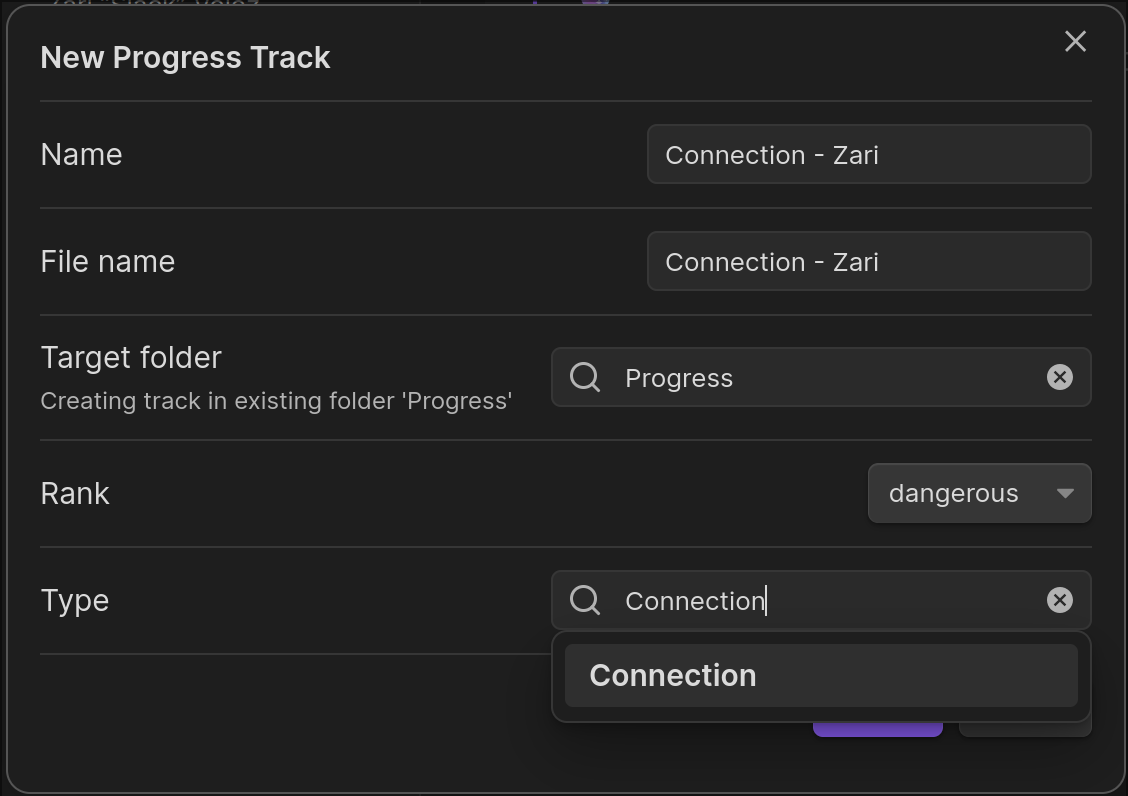 New Progress Track
Name
Connection - Zari
File name
Connection - Zari
Target folder
Creating track in existing folder 'Progress'
Progress
Rank
dangerous
Type
Connection
Connection